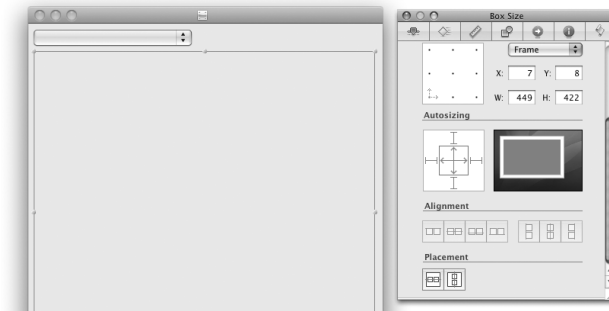 Box Size
Frame
X: 7 Y: 8
W: 449 H: 422
Autosizing
Alignment
Placement